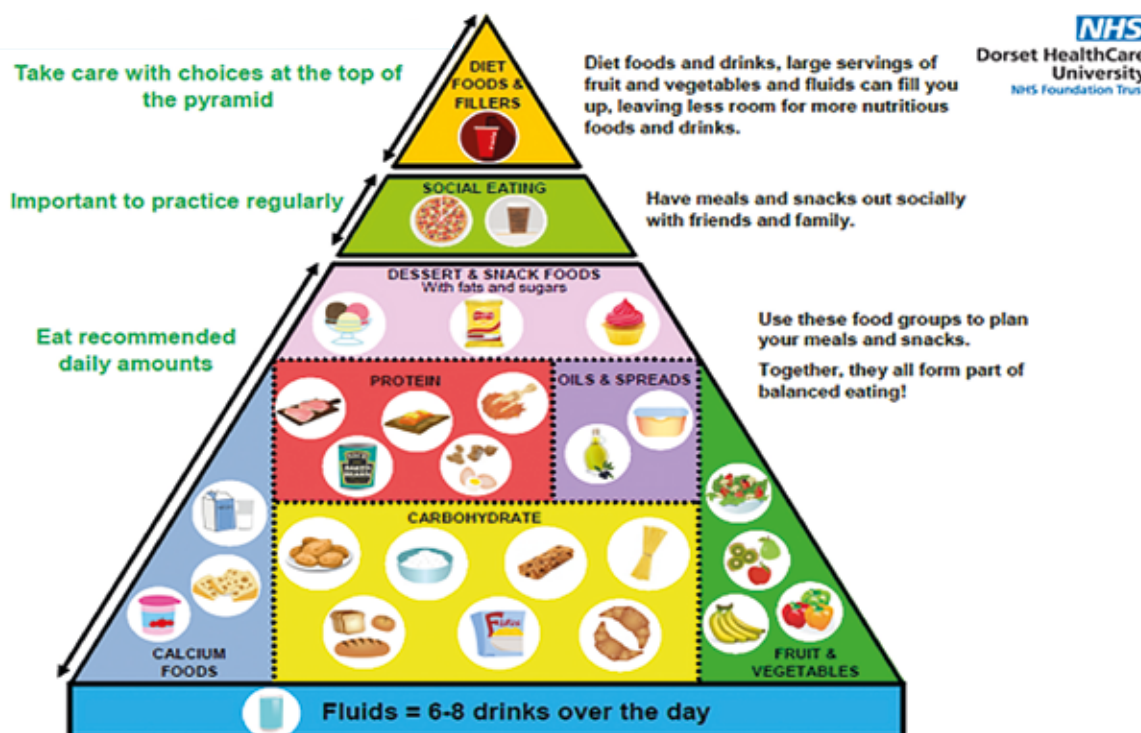 NHS
Dorset HealthCare
University
NHS Foundation Trust
Take care with choices at the top of
the pyramid
DIET
FOODS &
FILLERS
Diet foods and drinks, large servings of
fruit and vegetables and fluids can fill you
up, leaving less room for more nutritious
foods and drinks.
Important to practice regularly
SOCIAL EATING
Have meals and snacks out socially
with friends and family.
DESSERT & SNACK FOODS
With fats and sugars
Eat recommended
daily amounts
Use these food groups to plan
your meals and snacks.
Together, they all form part of
balanced eating!
PROTEIN
OILS & SPREADS
BAKED
CARBOHYDRATE
CALCIUM
FOODS
FRUIT &
VEGETABLES
Fluids = 6-8 drinks over the day